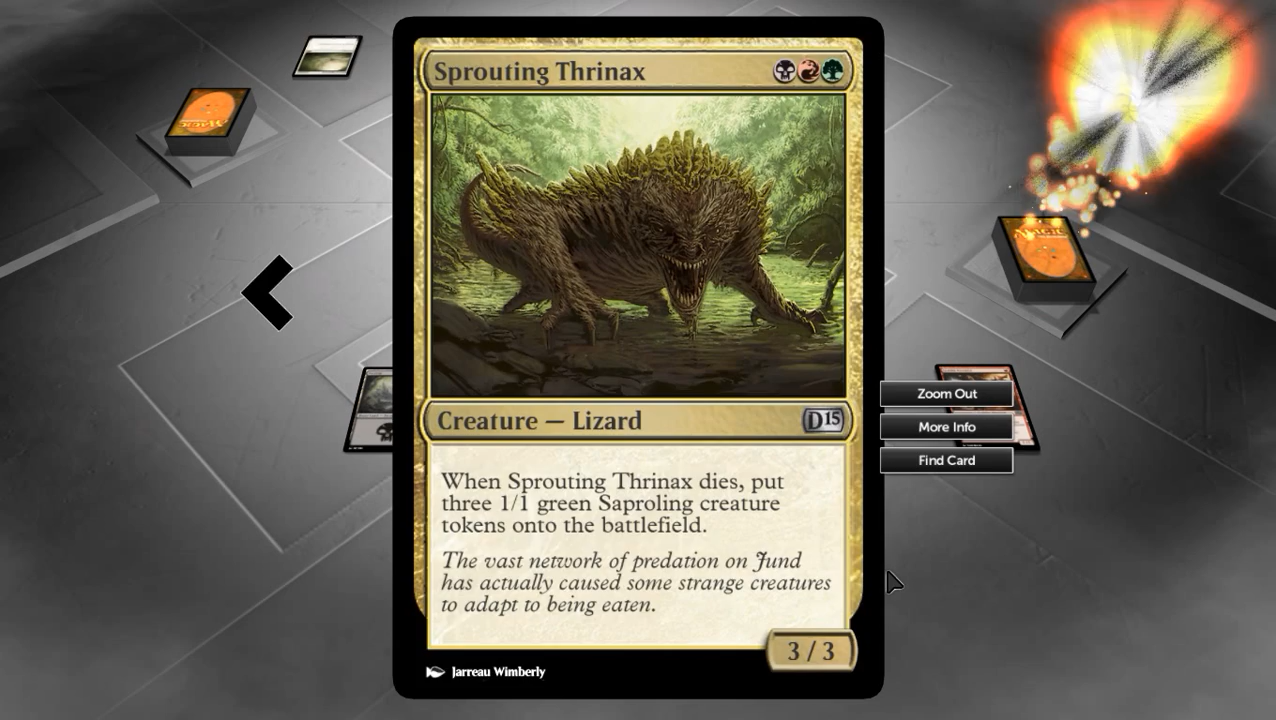 Sprouting Thrinax
Creature — Lizard
D15
When Sprouting Thrinax dies, put
three 1/1 green Saproling creature
tokens onto the battlefield.
The vast network of predation on Jund
has actually caused some strange creatures
to adapt to being eaten.
3 / 3
Jarreau Wimberly
Zoom Out
More Info
Find Card
MAGIC
MAGIC